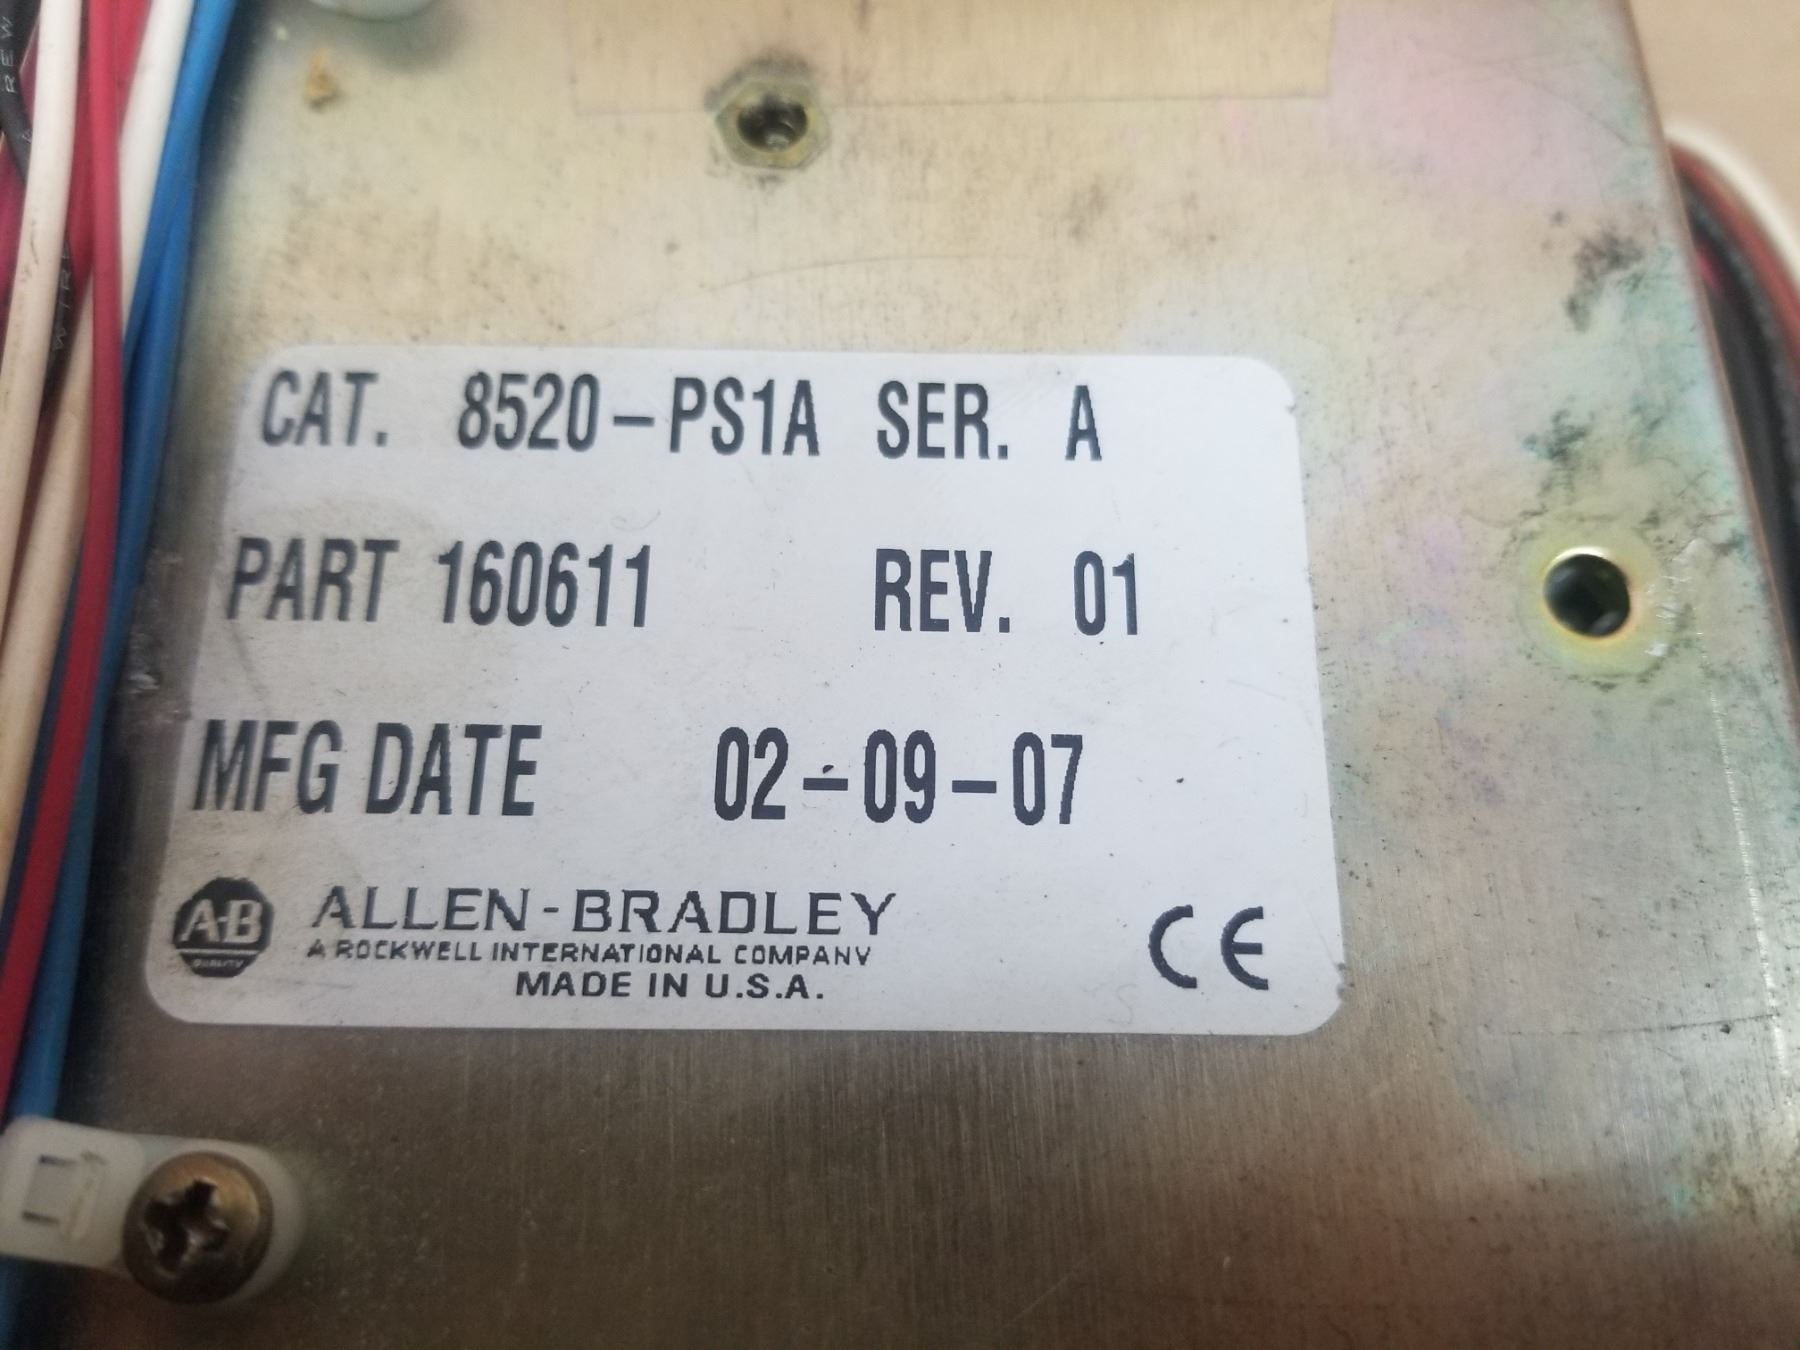 CAT. 8520-PS1A SER. A
PART 160611 REV. 01
MFG DATE 02-09-07
A-B
QUALITY
ALLEN-BRADLEY
A ROCKWELL INTERNATIONAL COMPANY
MADE IN U.S.A.
CE